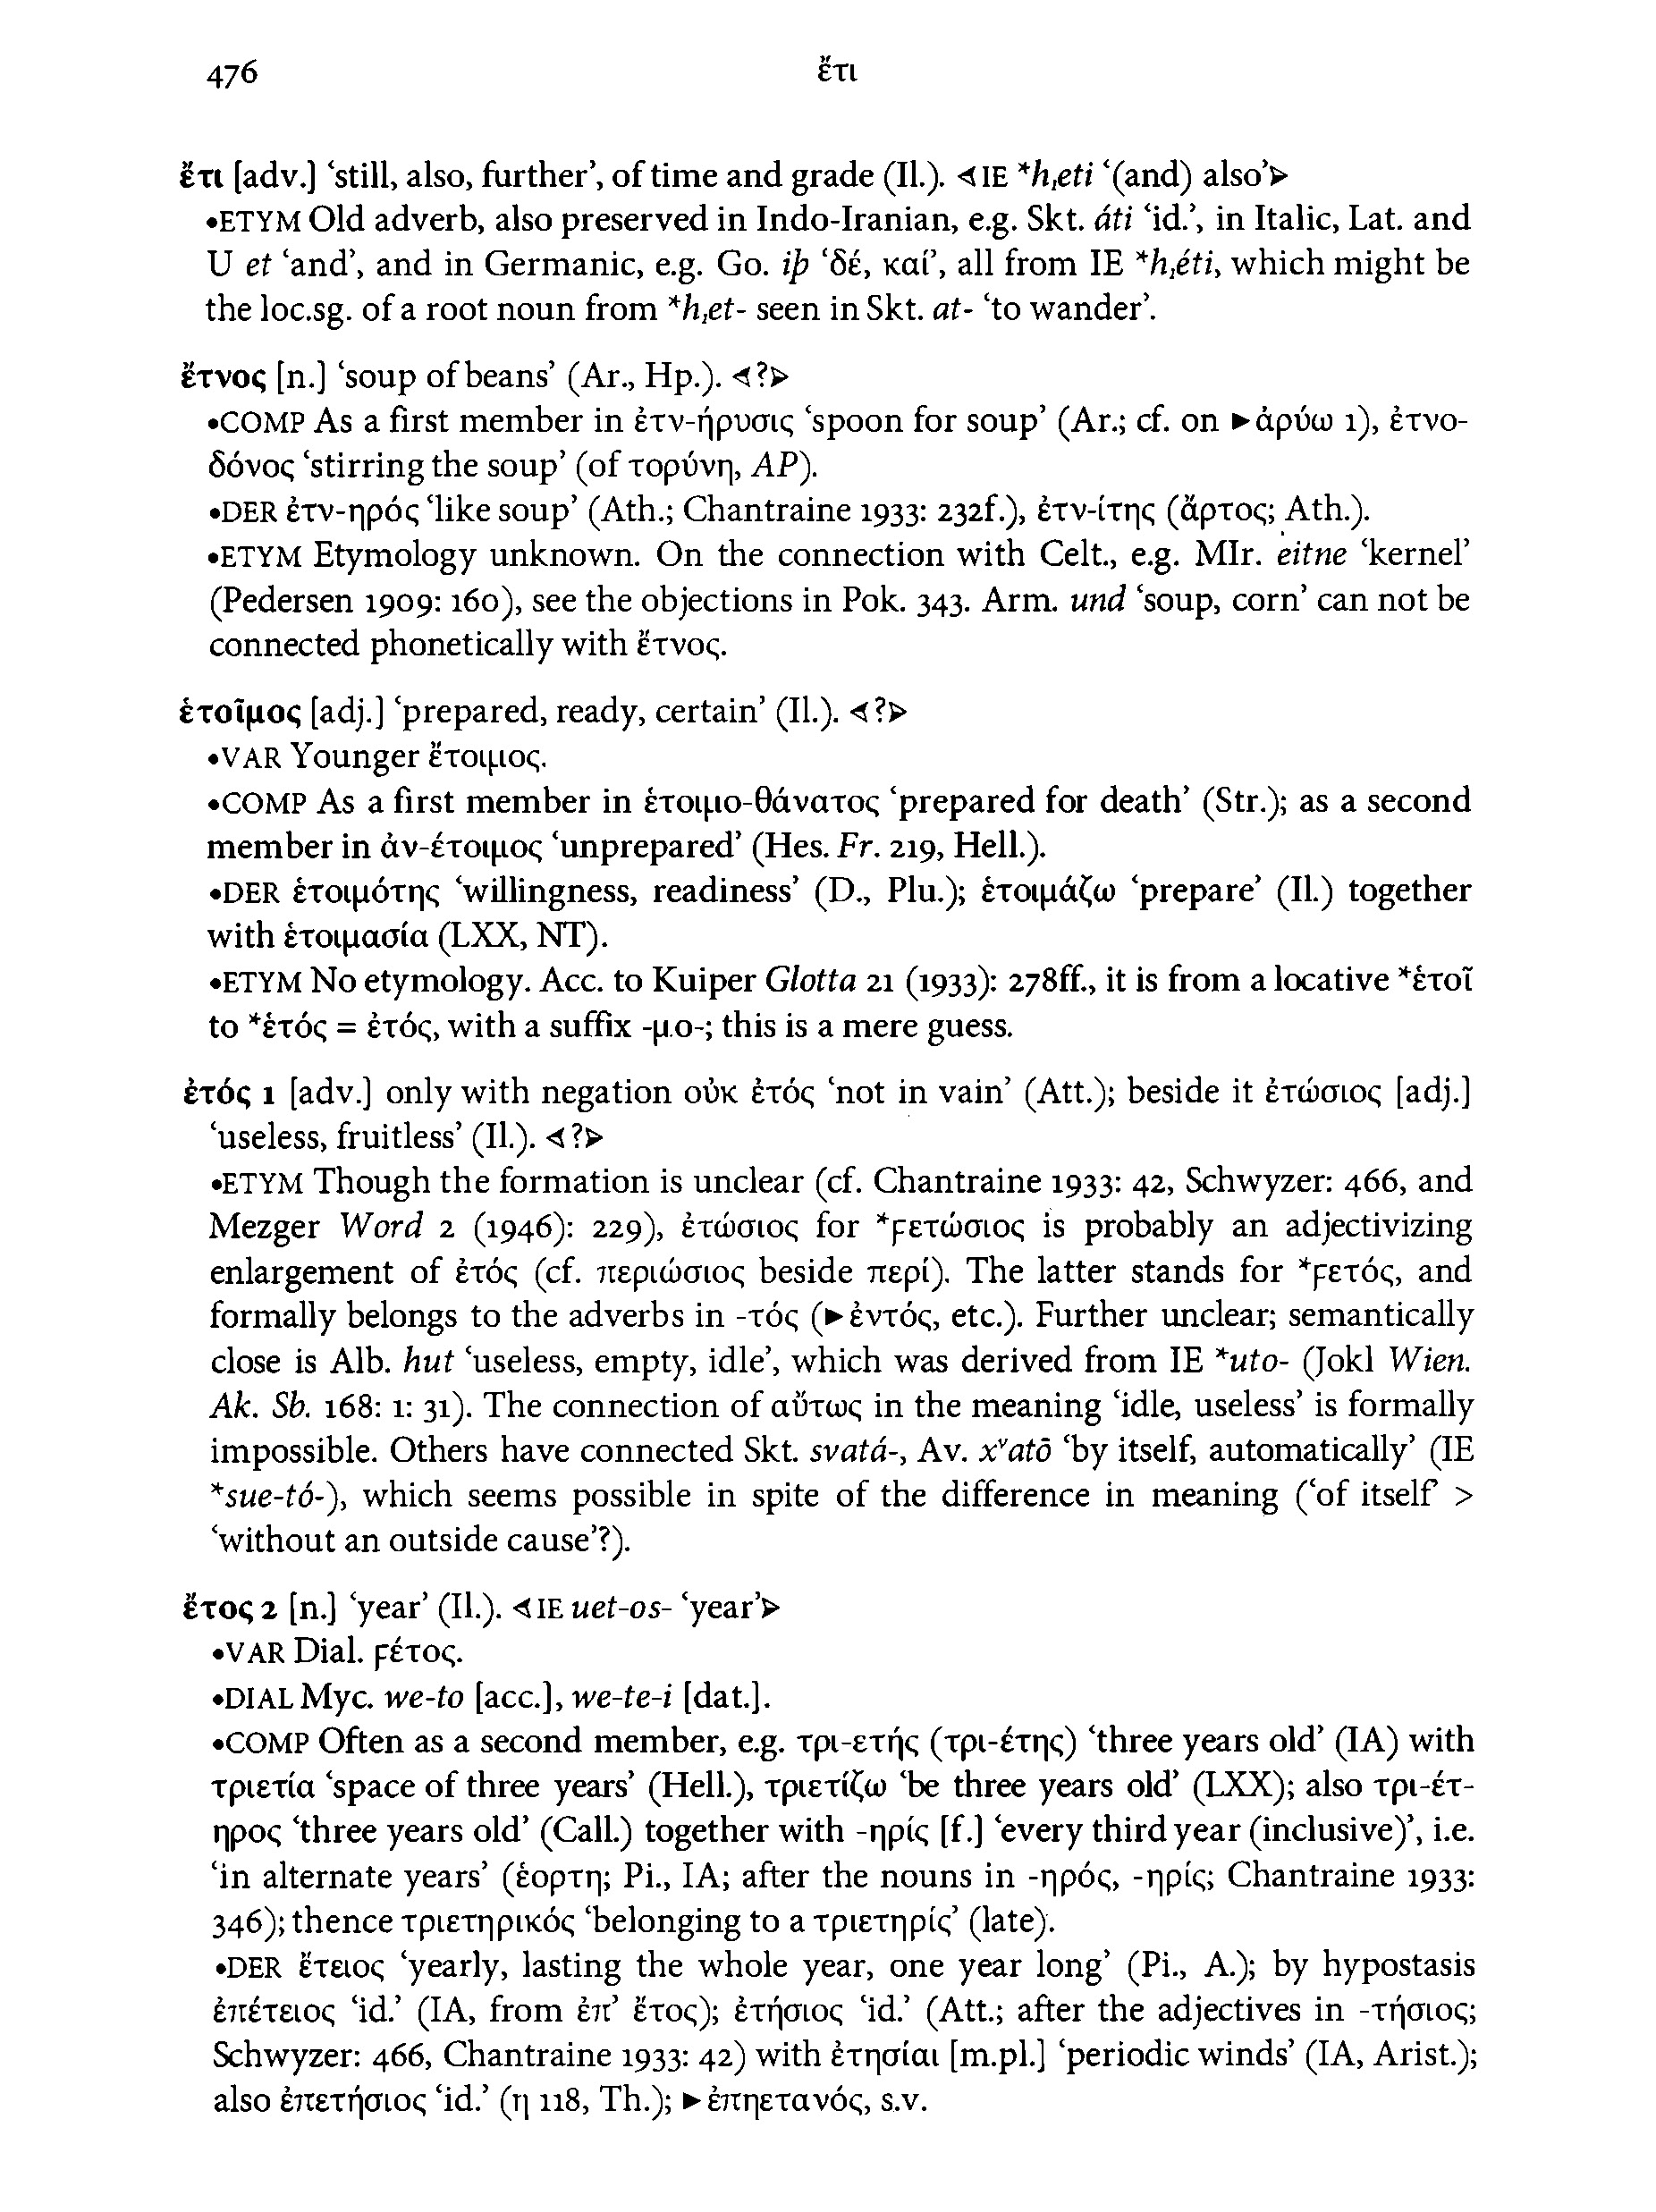 476 ἔτι
ἔτι [adv.] ‘still, also, further’, of time and grade (Il.). ⊲IE *h₁eti ‘(and) also’⊳
•ETYM Old adverb, also preserved in Indo-Iranian, e.g. Skt. áti ‘id.’, in Italic, Lat. and
U et ‘and’, and in Germanic, e.g. Go. iþ ‘δέ, καί’, all from IE *h₁éti, which might be
the loc.sg. of a root noun from *h₁et- seen in Skt. at- ‘to wander’.
ἔτνος [n.] ‘soup of beans’ (Ar., Hp.). ⊲?⊳
•COMP As a first member in ἐτν-ήρυσις ‘spoon for soup’ (Ar.; cf. on ►ἀρύω 1), ἐτνο-
δόνος ‘stirring the soup’ (of τορύνη, AP).
•DER ἐτν-ηρός ‘like soup’ (Ath.; Chantraine 1933: 232f.), ἐτν-ίτης (ἄρτος; Ath.).
•ETYM Etymology unknown. On the connection with Celt., e.g. MIr. eitne ‘kernel’
(Pedersen 1909: 160), see the objections in Pok. 343. Arm. und ‘soup, corn’ can not be
connected phonetically with ἔτνος.
ἑτοῖμος [adj.] ‘prepared, ready, certain’ (Il.). ⊲?⊳
•VAR Younger ἕτοιμος.
•COMP As a first member in ἑτοιμο-θάνατος ‘prepared for death’ (Str.); as a second
member in ἀν-έτοιμος ‘unprepared’ (Hes. Fr. 219, Hell.).
•DER ἑτοιμότης ‘willingness, readiness’ (D., Plu.); ἑτοιμάζω ‘prepare’ (Il.) together
with ἑτοιμασία (LXX, NT).
•ETYM No etymology. Acc. to Kuiper Glotta 21 (1933): 278ff., it is from a locative *ἑτοῖ
to *ἑτός = ἐτός, with a suffix -μο-; this is a mere guess.
ἐτός 1 [adv.] only with negation οὐκ ἐτός ‘not in vain’ (Att.); beside it ἐτώσιος [adj.]
‘useless, fruitless’ (Il.). ⊲?⊳
•ETYM Though the formation is unclear (cf. Chantraine 1933: 42, Schwyzer: 466, and
Mezger Word 2 (1946): 229), ἐτώσιος for *ϝετώσιος is probably an adjectivizing
enlargement of ἐτός (cf. περιώσιος beside περί). The latter stands for *ϝετός, and
formally belongs to the adverbs in -τός (►ἐντός, etc.). Further unclear; semantically
close is Alb. hut ‘useless, empty, idle’, which was derived from IE *uto- (Jokl Wien.
Ak. Sb. 168: 1: 31). The connection of αὔτως in the meaning ‘idle, useless’ is formally
impossible. Others have connected Skt. svatá-, Av. xᵛatō ‘by itself, automatically’ (IE
*sue-tó-), which seems possible in spite of the difference in meaning (‘of itself’ >
‘without an outside cause’?).
ἔτος 2 [n.] ‘year’ (Il.). ⊲IE uet-os- ‘year’⊳
•VAR Dial. ϝέτος.
•DIAL Myc. we-to [acc.], we-te-i [dat.].
•COMP Often as a second member, e.g. τρι-ετής (τρι-έτης) ‘three years old’ (IA) with
τριετία ‘space of three years’ (Hell.), τριετίζω ‘be three years old’ (LXX); also τρι-έτ-
ηρος ‘three years old’ (Call.) together with -ηρίς [f.] ‘every third year (inclusive)’, i.e.
‘in alternate years’ (ἑορτη; Pi., IA; after the nouns in -ηρός, -ηρίς; Chantraine 1933:
346); thence τριετηρικός ‘belonging to a τριετηρίς’ (late).
•DER ἔτειος ‘yearly, lasting the whole year, one year long’ (Pi., A.); by hypostasis
ἐπέτειος ‘id.’ (IA, from ἐπ’ ἔτος); ἐτήσιος ‘id.’ (Att.; after the adjectives in -τήσιος;
Schwyzer: 466, Chantraine 1933: 42) with ἐτησίαι [m.pl.] ‘periodic winds’ (IA, Arist.);
also ἐπετήσιος ‘id.’ (η 118, Th.); ►ἐπηετανός, s.v.